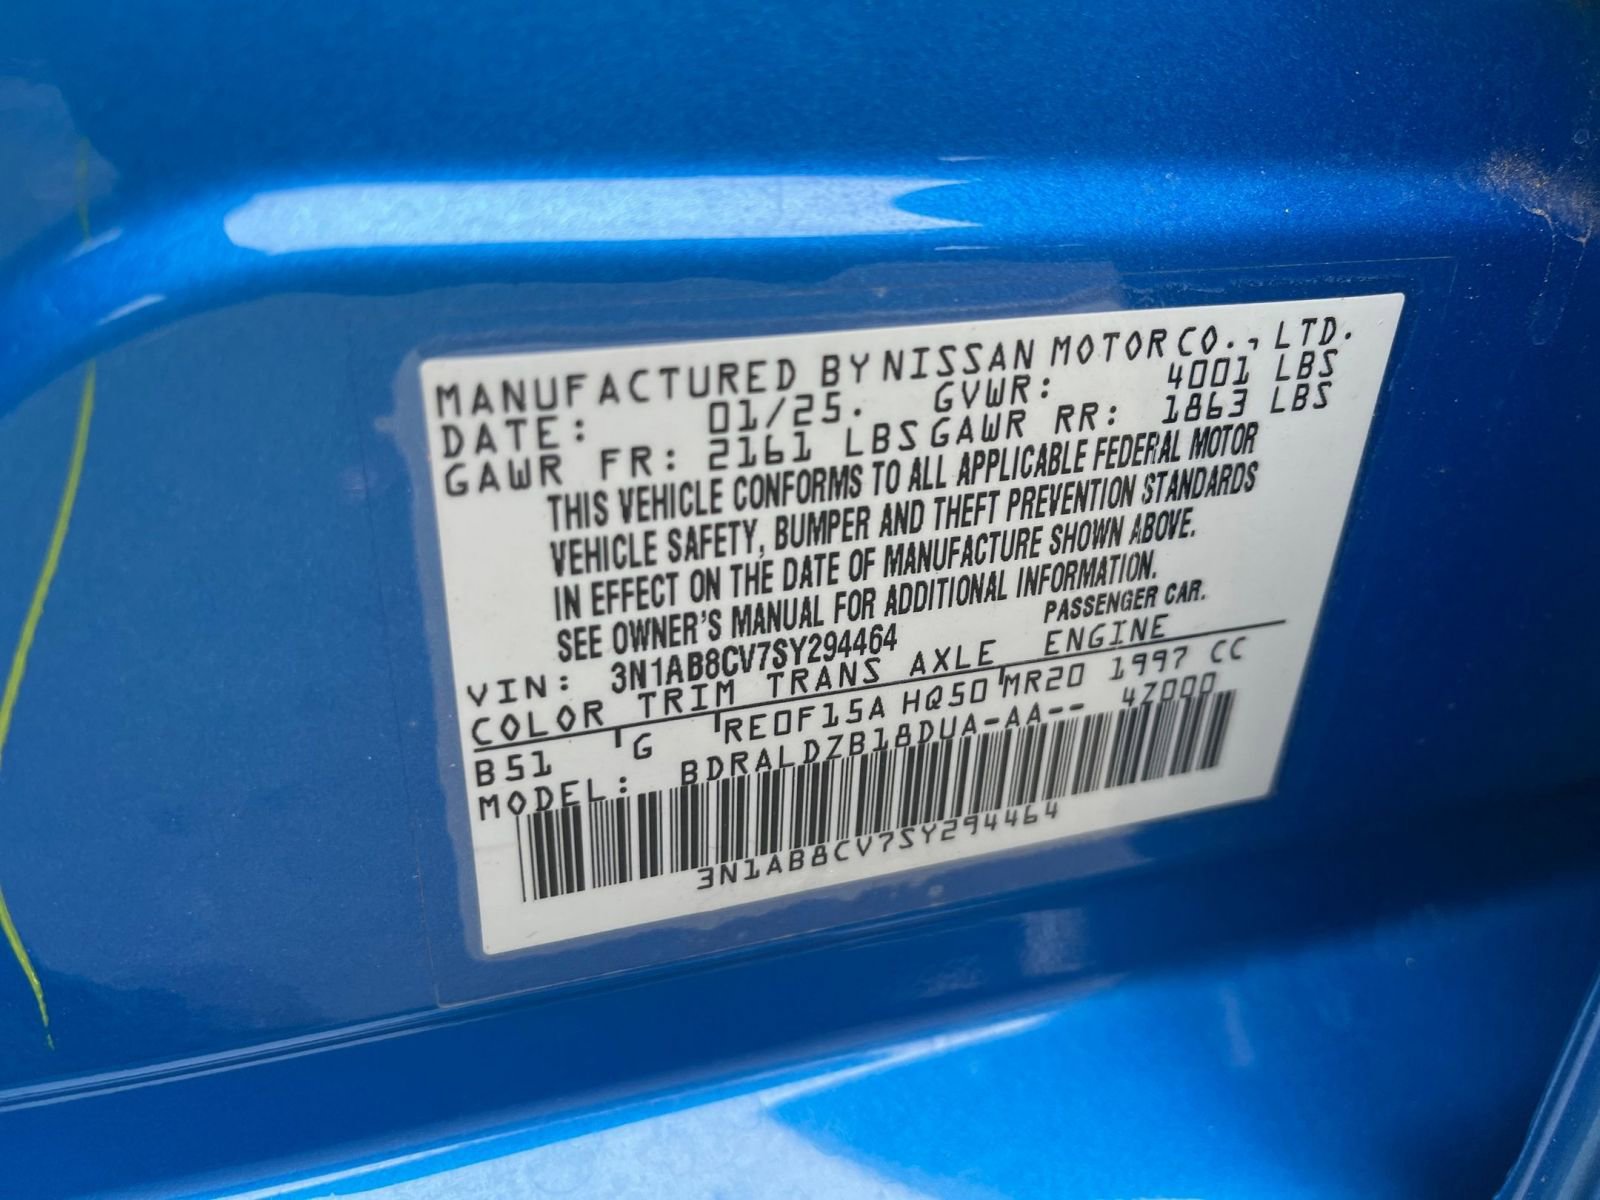 MANUFACTURED BY NISSAN MOTOR CO., LTD.
DATE: 01/25. GVWR: 4001 LBS
GAWR FR: 2161 LBS GAWR RR: 1863 LBS
THIS VEHICLE CONFORMS TO ALL APPLICABLE FEDERAL MOTOR
VEHICLE SAFETY, BUMPER AND THEFT PREVENTION STANDARDS
IN EFFECT ON THE DATE OF MANUFACTURE SHOWN ABOVE.
SEE OWNER'S MANUAL FOR ADDITIONAL INFORMATION.
PASSENGER CAR.
VIN: 3N1AB8CV7SY294464
COLOR TRIM TRANS AXLE ENGINE
B51 G RE0F15A HQ50 MR20 1997 CC
MODEL: BDRALDZB18DUA-AA-- 4Z000
3N1AB8CV7SY294464